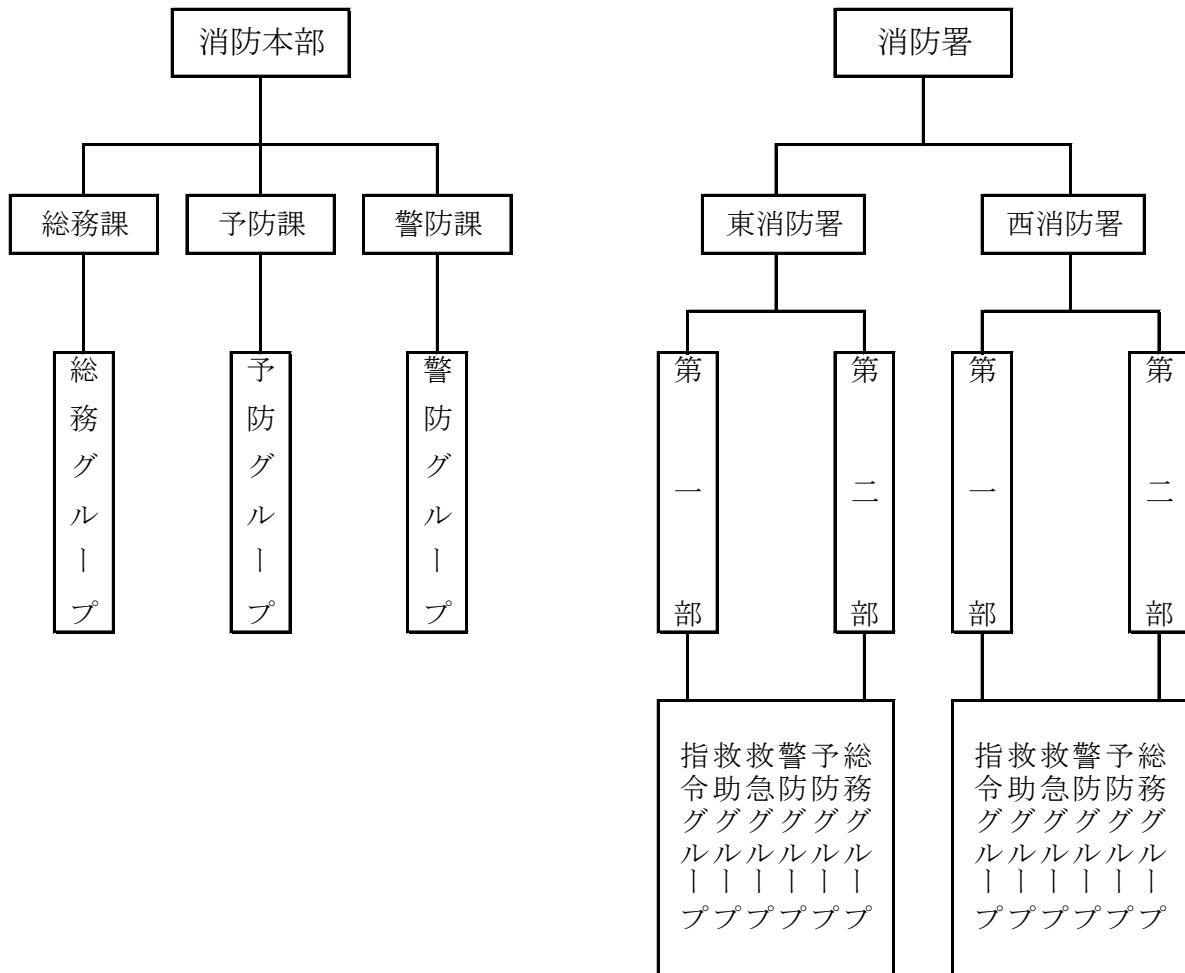 消防本部
消防署
総務課
予防課
警防課
東消防署
西消防署
総務グループ
予防グループ
警防グループ
第一部
第二部
第一部
第二部
総務グループ
予防グループ
警防グループ
救急グループ
救助グループ
指令グループ
総務グループ
予防グループ
警防グループ
救急グループ
救助グループ
指令グループ